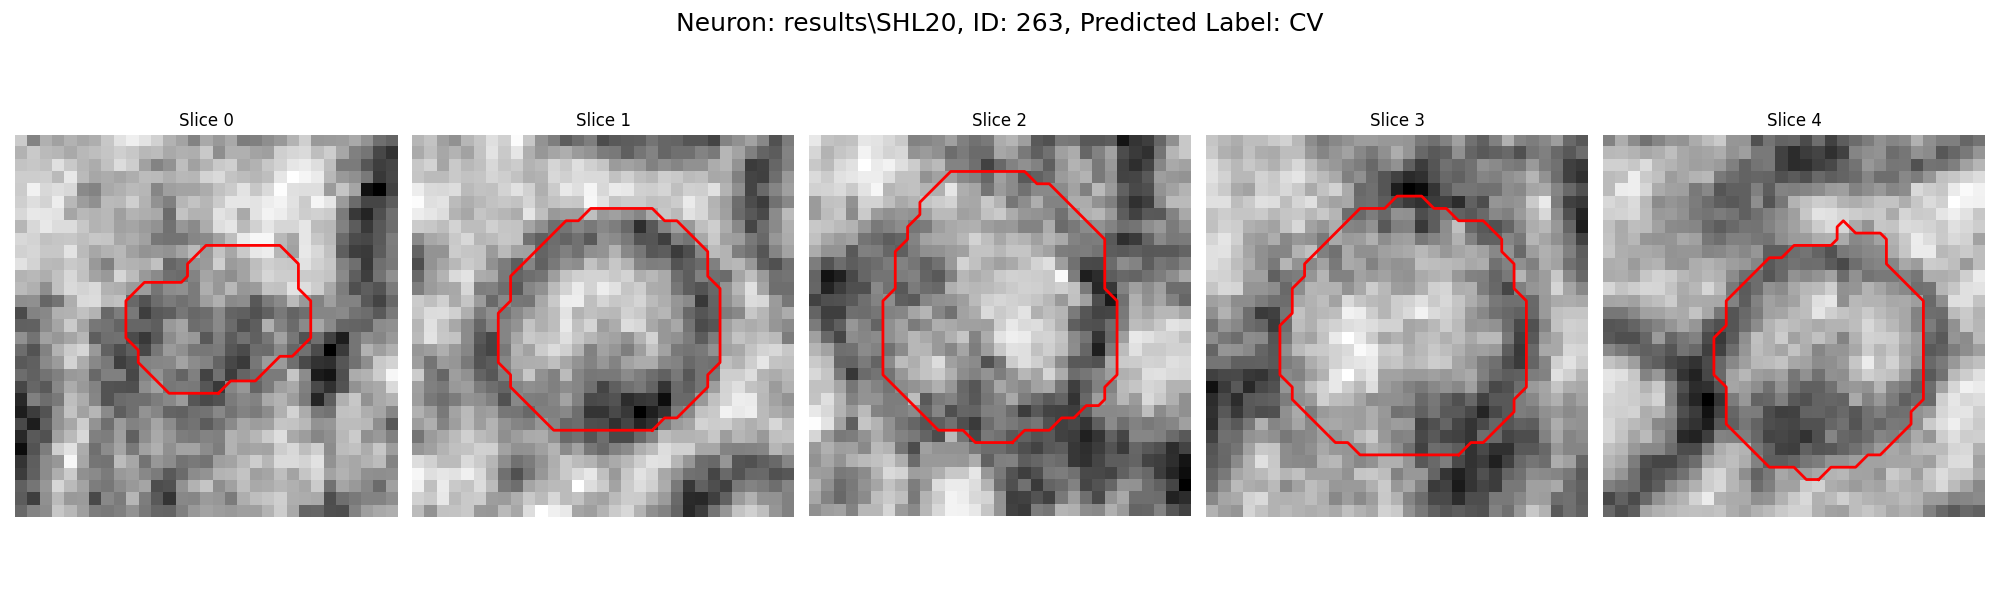 Neuron: results\SHL20, ID: 263, Predicted Label: CV
Slice 0
Slice 1
Slice 2
Slice 3
Slice 4